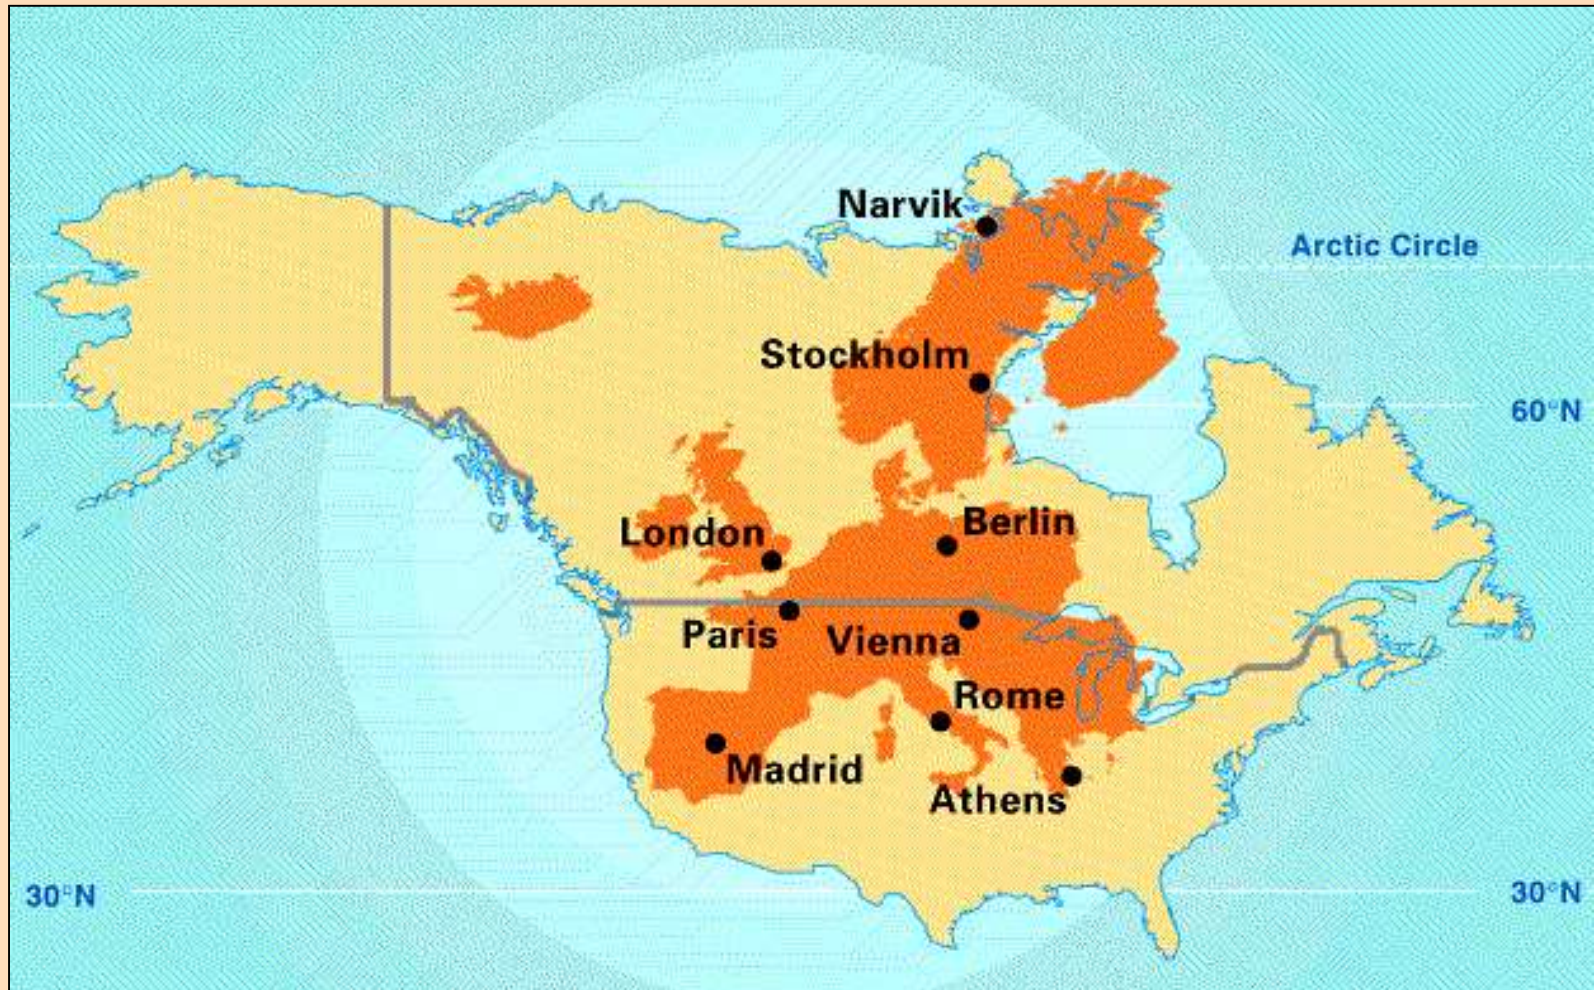 Narvik
Arctic Circle
Stockholm
60°N
London
Berlin
Paris
Vienna
Rome
Madrid
Athens
30°N
30°N